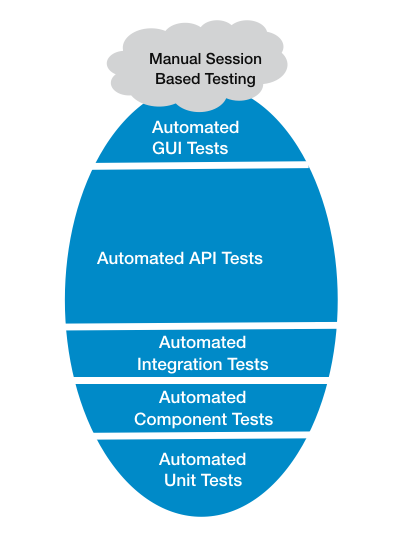 Manual Session
Based Testing
Automated
GUI Tests
Automated API Tests
Automated
Integration Tests
Automated
Component Tests
Automated
Unit Tests